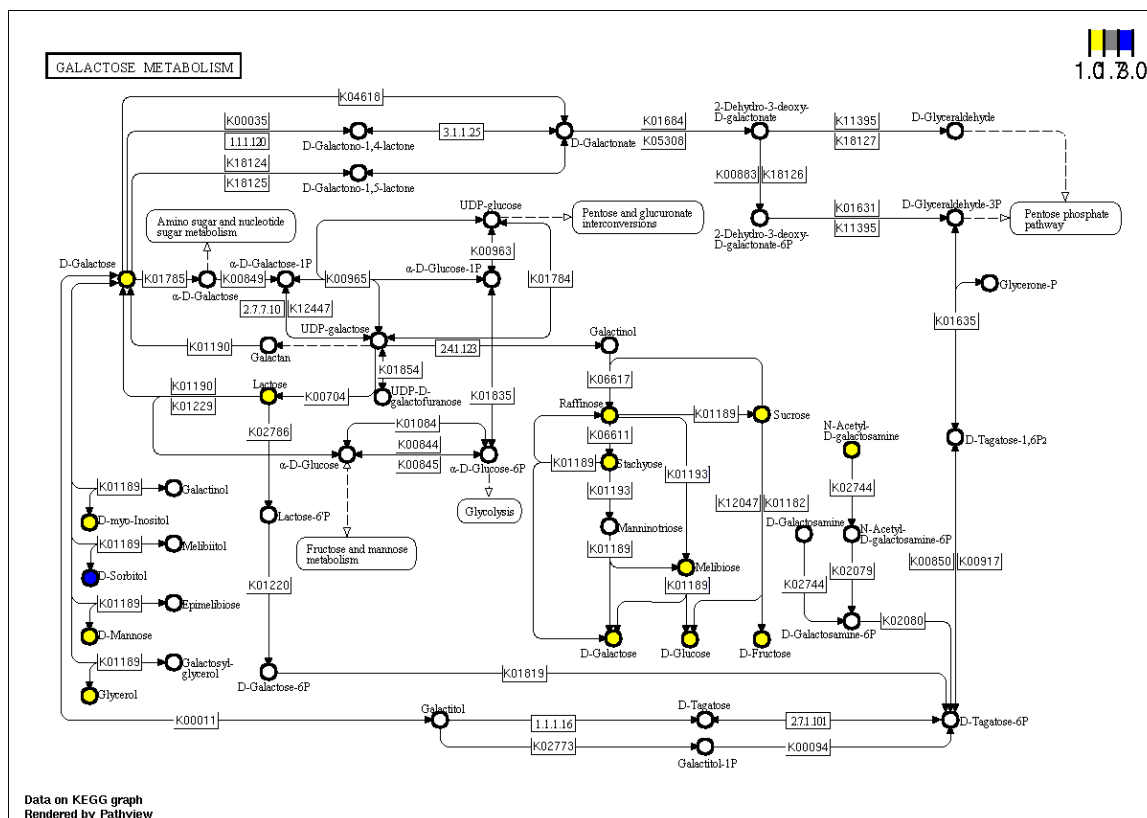 GALACTOSE METABOLISM
K04618
K00035
1.1.1.120
D-Galactono-1,4-lactone
3.1.1.25
D-Galactonate
K01684
K05308
2-Dehydro-3-deoxy-
D-galactonate
K11395
K18127
D-Glyceraldehyde
K18124
K18125
D-Galactono-1,5-lactone
K00883
K18126
UDP-glucose
Pentose and glucuronate
interconversions
2-Dehydro-3-deoxy-
D-galactonate-6P
K01631
K11395
D-Glyceraldehyde-3P
Pentose phosphate
pathway
Amino sugar and nucleotide
sugar metabolism
D-Galactose
K01785
α-D-Galactose
K00849
α-D-Galactose-1P
K00965
α-D-Glucose-1P
K00963
K01784
Glycerone-P
2.7.7.10
K12447
UDP-galactose
K01635
K01190
Galactan
2.4.1.123
Galactinol
K01854
UDP-D-
galactofuranose
K01190
K01229
Lactose
K00704
K01835
K06617
Raffinose
K01189
Sucrose
K02786
K01084
K00844
K00845
α-D-Glucose
α-D-Glucose-6P
K06611
K01189
Stachyose
K01193
K01193
N-Acetyl-
D-galactosamine
D-Tagatose-1,6P2
K02744
K01189
Galactinol
D-myo-Inositol
Lactose-6'P
Glycolysis
Manninotriose
K12047
K01182
D-Galactosamine
N-Acetyl-
D-galactosamine-6P
K01189
Melibiitol
D-Sorbitol
Fructose and mannose
metabolism
K01189
Melibiose
K01189
K02744
K02079
K00850
K00917
K01220
K01189
Epimelibiose
D-Mannose
D-Galactosamine-6P
K02080
D-Galactose
D-Glucose
D-Fructose
K01189
Galactosyl-
glycerol
Glycerol
D-Galactose-6P
K01819
K00011
Galactitol
1.1.1.16
D-Tagatose
2.7.1.101
D-Tagatose-6P
K02773
Galactitol-1P
K00094
Data on KEGG graph
Rendered by Pathview